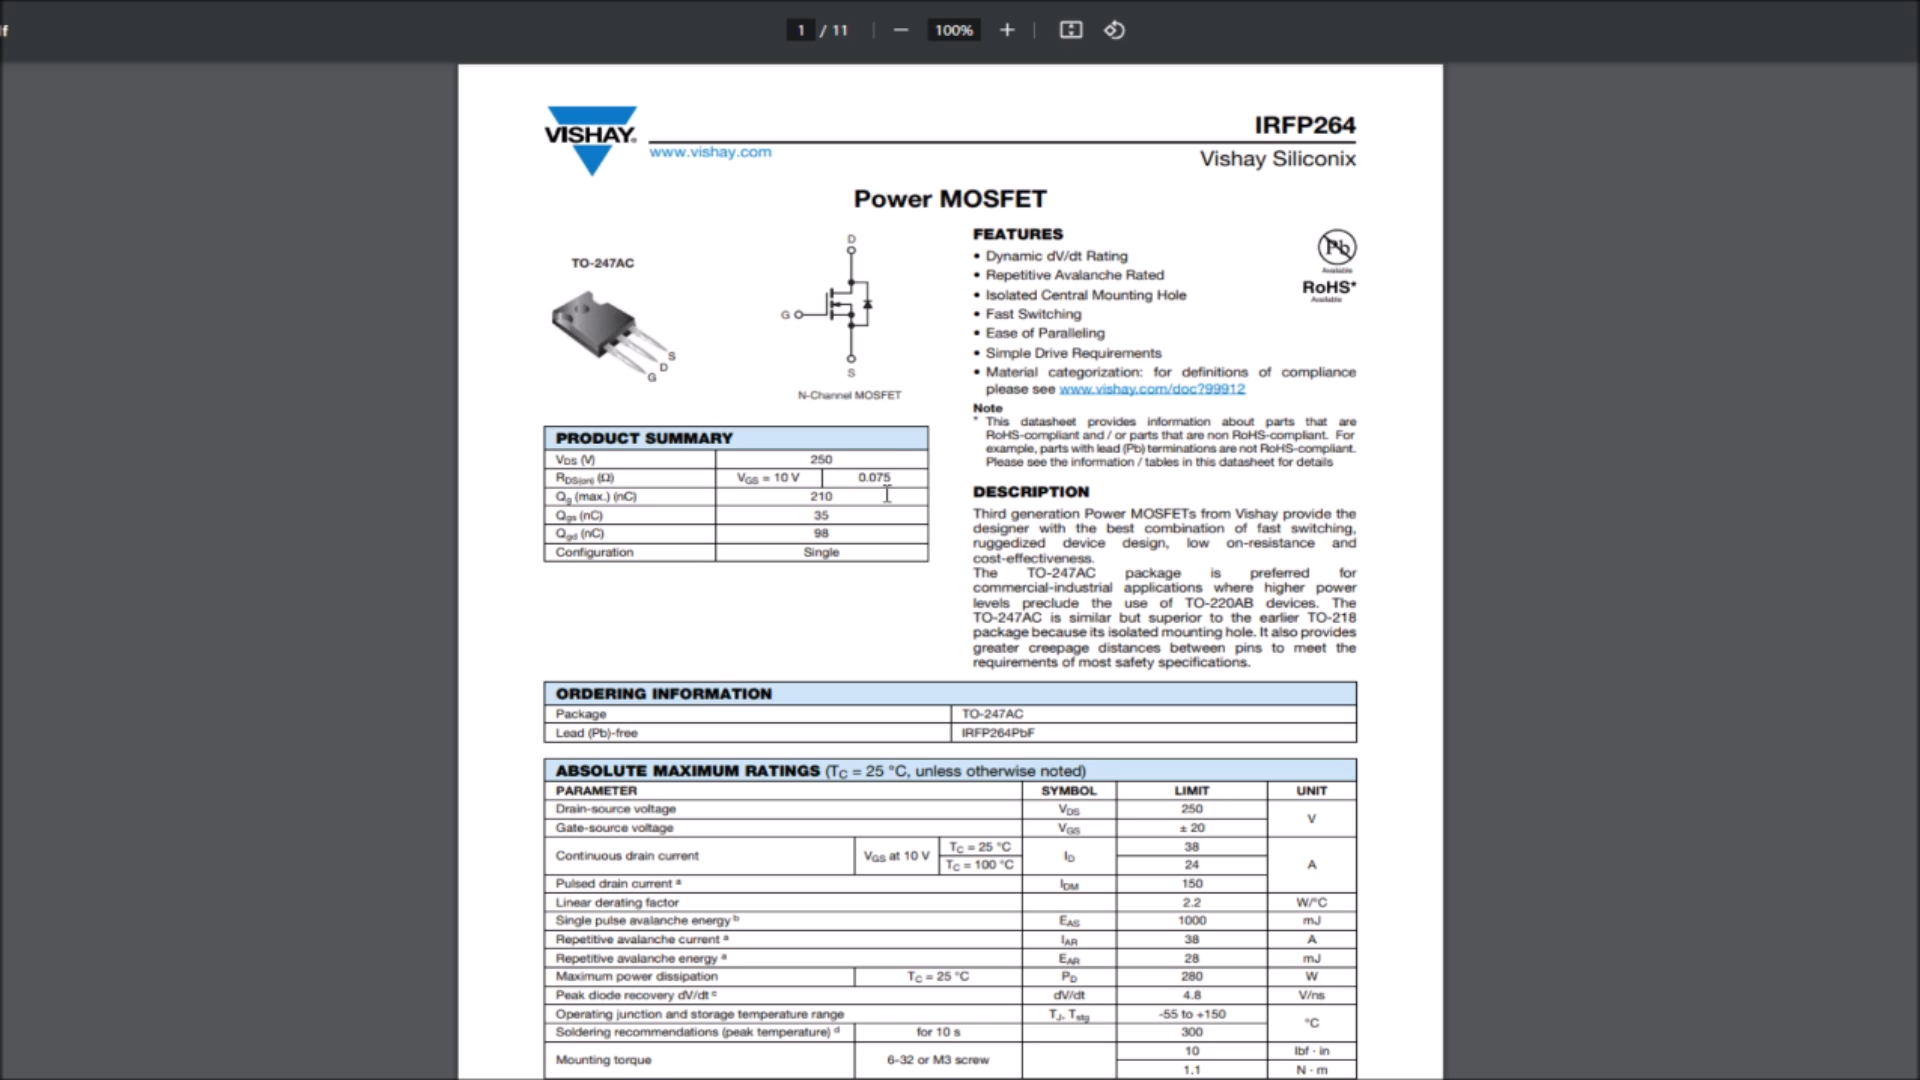 lf
1 / 11
100%
VISHAY.
www.vishay.com
IRFP264
Vishay Siliconix
Power MOSFET
TO-247AC
S
D
G
D
G
S
N-Channel MOSFET
FEATURES
• Dynamic dV/dt Rating
• Repetitive Avalanche Rated
• Isolated Central Mounting Hole
• Fast Switching
• Ease of Paralleling
• Simple Drive Requirements
• Material categorization: for definitions of compliance
please see www.vishay.com/doc?99912
Pb
Available
RoHS*
Available
Note
* This datasheet provides information about parts that are
RoHS-compliant and / or parts that are non RoHS-compliant. For
example, parts with lead (Pb) terminations are not RoHS-compliant.
Please see the information / tables in this datasheet for details
PRODUCT SUMMARY
VDS (V) 250
RDS(on) (Ω) VGS = 10 V 0.075
Qg (max.) (nC) 210
Qgs (nC) 35
Qgd (nC) 98
Configuration Single
DESCRIPTION
Third generation Power MOSFETs from Vishay provide the
designer with the best combination of fast switching,
ruggedized device design, low on-resistance and
cost-effectiveness.
The TO-247AC package is preferred for
commercial-industrial applications where higher power
levels preclude the use of TO-220AB devices. The
TO-247AC is similar but superior to the earlier TO-218
package because its isolated mounting hole. It also provides
greater creepage distances between pins to meet the
requirements of most safety specifications.
ORDERING INFORMATION
Package TO-247AC
Lead (Pb)-free IRFP264PbF
ABSOLUTE MAXIMUM RATINGS (TC = 25 °C, unless otherwise noted)
PARAMETER SYMBOL LIMIT UNIT
Drain-source voltage VDS 250 V
Gate-source voltage VGS ± 20
Continuous drain current VGS at 10 V TC = 25 °C ID 38 A
TC = 100 °C 24
Pulsed drain current a IDM 150
Linear derating factor 2.2 W/°C
Single pulse avalanche energy b EAS 1000 mJ
Repetitive avalanche current a IAR 38 A
Repetitive avalanche energy a EAR 28 mJ
Maximum power dissipation TC = 25 °C PD 280 W
Peak diode recovery dV/dt c dV/dt 4.8 V/ns
Operating junction and storage temperature range TJ, Tstg -55 to +150 °C
Soldering recommendations (peak temperature) d for 10 s 300
Mounting torque 6-32 or M3 screw 10 lbf · in
1.1 N · m